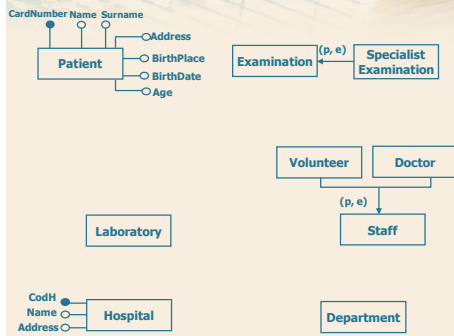 CardNumber Name Surname
Address
Patient
BirthPlace
BirthDate
Age
Examination
(p, e)
Specialist
Examination
Volunteer
Doctor
(p, e)
Staff
Laboratory
CodH
Name
Address
Hospital
Department